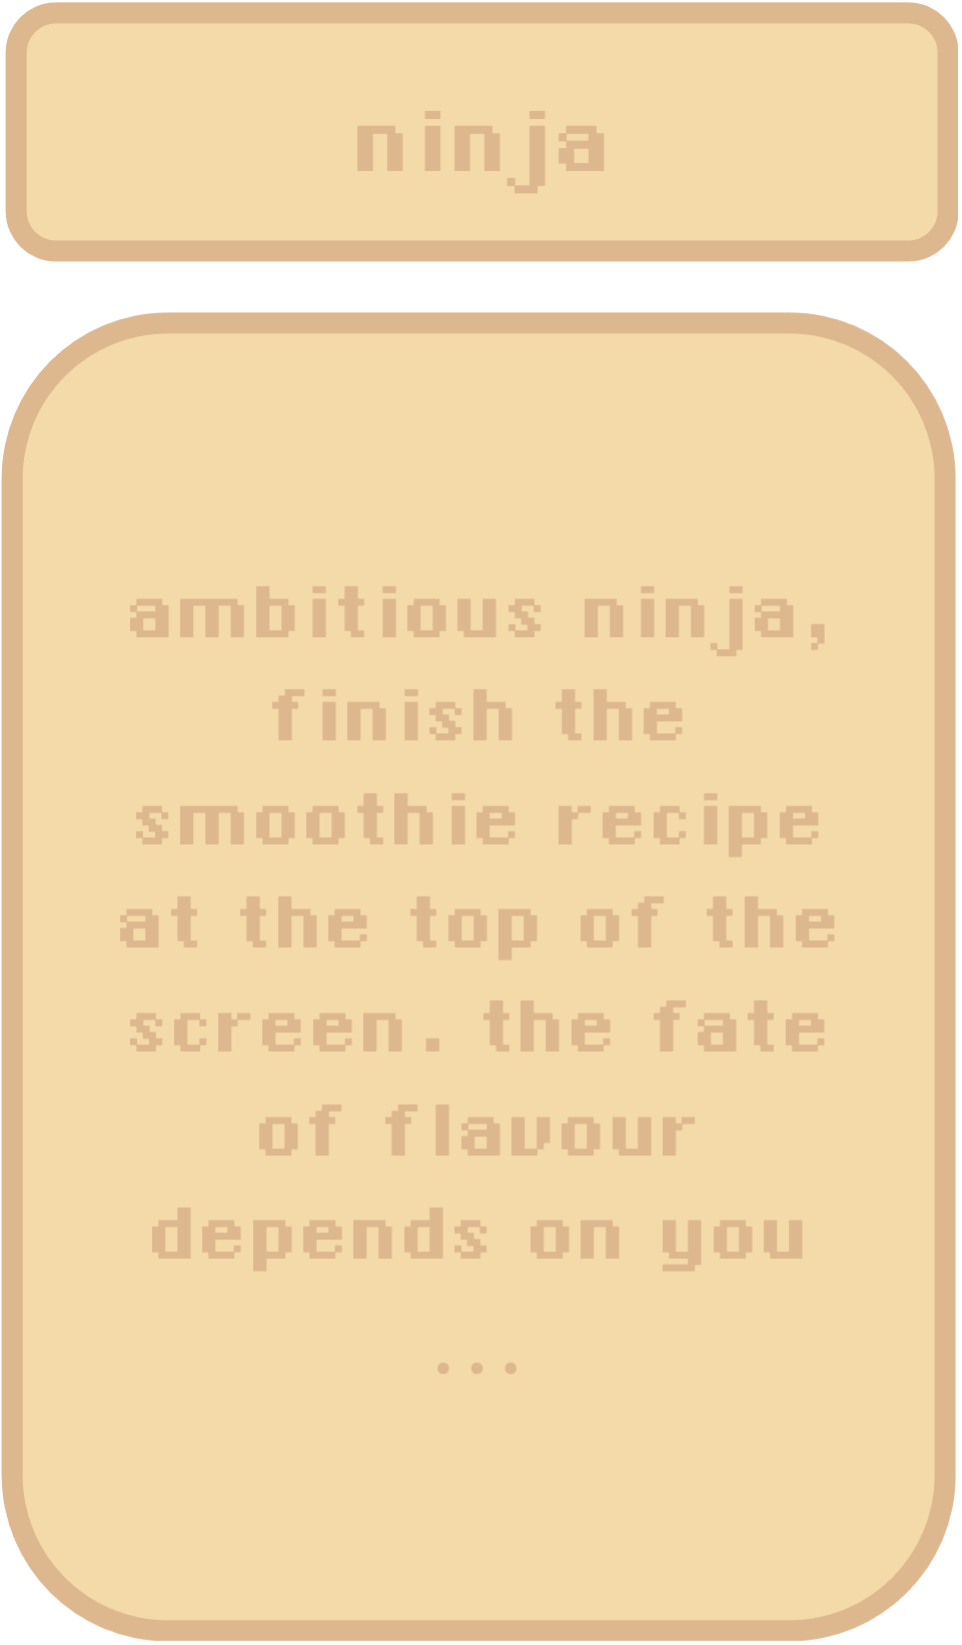 ninja
ambitious ninja,
finish the
smoothie recipe
at the top of the
screen. the fate
of flavour
depends on you
...